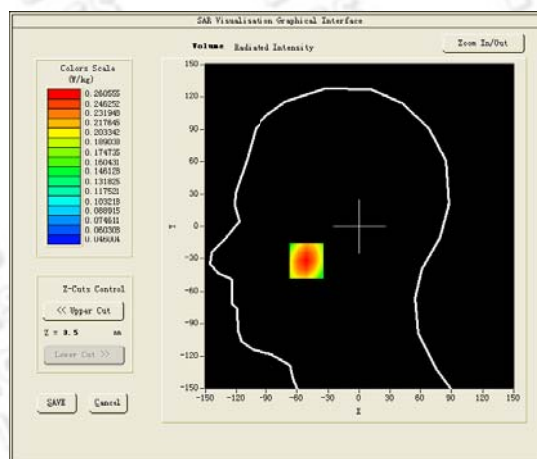 SAR Visualisation Graphical Interface
Volume Radiated Intensity
Zoom In/Out
Colors Scale
(W/kg)
0.260555
0.246252
0.231948
0.217645
0.203342
0.189038
0.174735
0.160431
0.146128
0.131825
0.117521
0.103218
0.088915
0.074611
0.060308
0.046004
Z-Cuts Control
<< Upper Cut
Z = 3.5 mm
Lower Cut >>
SAVE
Cancel
150
120
90
60
30
0
-30
-60
-90
-120
-150
Y
-150 -120 -90 -60 -30 0 30 60 90 120 150
X